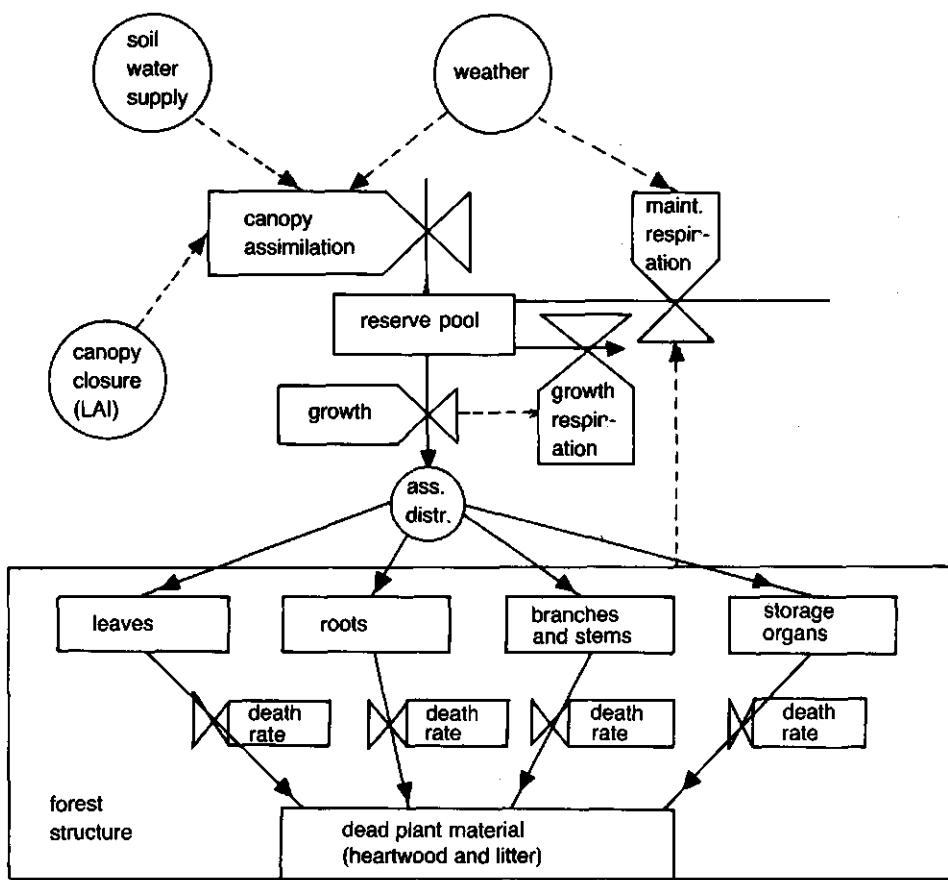 soil
water
supply
weather
canopy
assimilation
maint.
respir-
ation
reserve pool
canopy
closure
(LAI)
growth
growth
respir-
ation
ass.
distr.
leaves
roots
branches
and stems
storage
organs
death
rate
death
rate
death
rate
death
rate
forest
structure
dead plant material
(heartwood and litter)